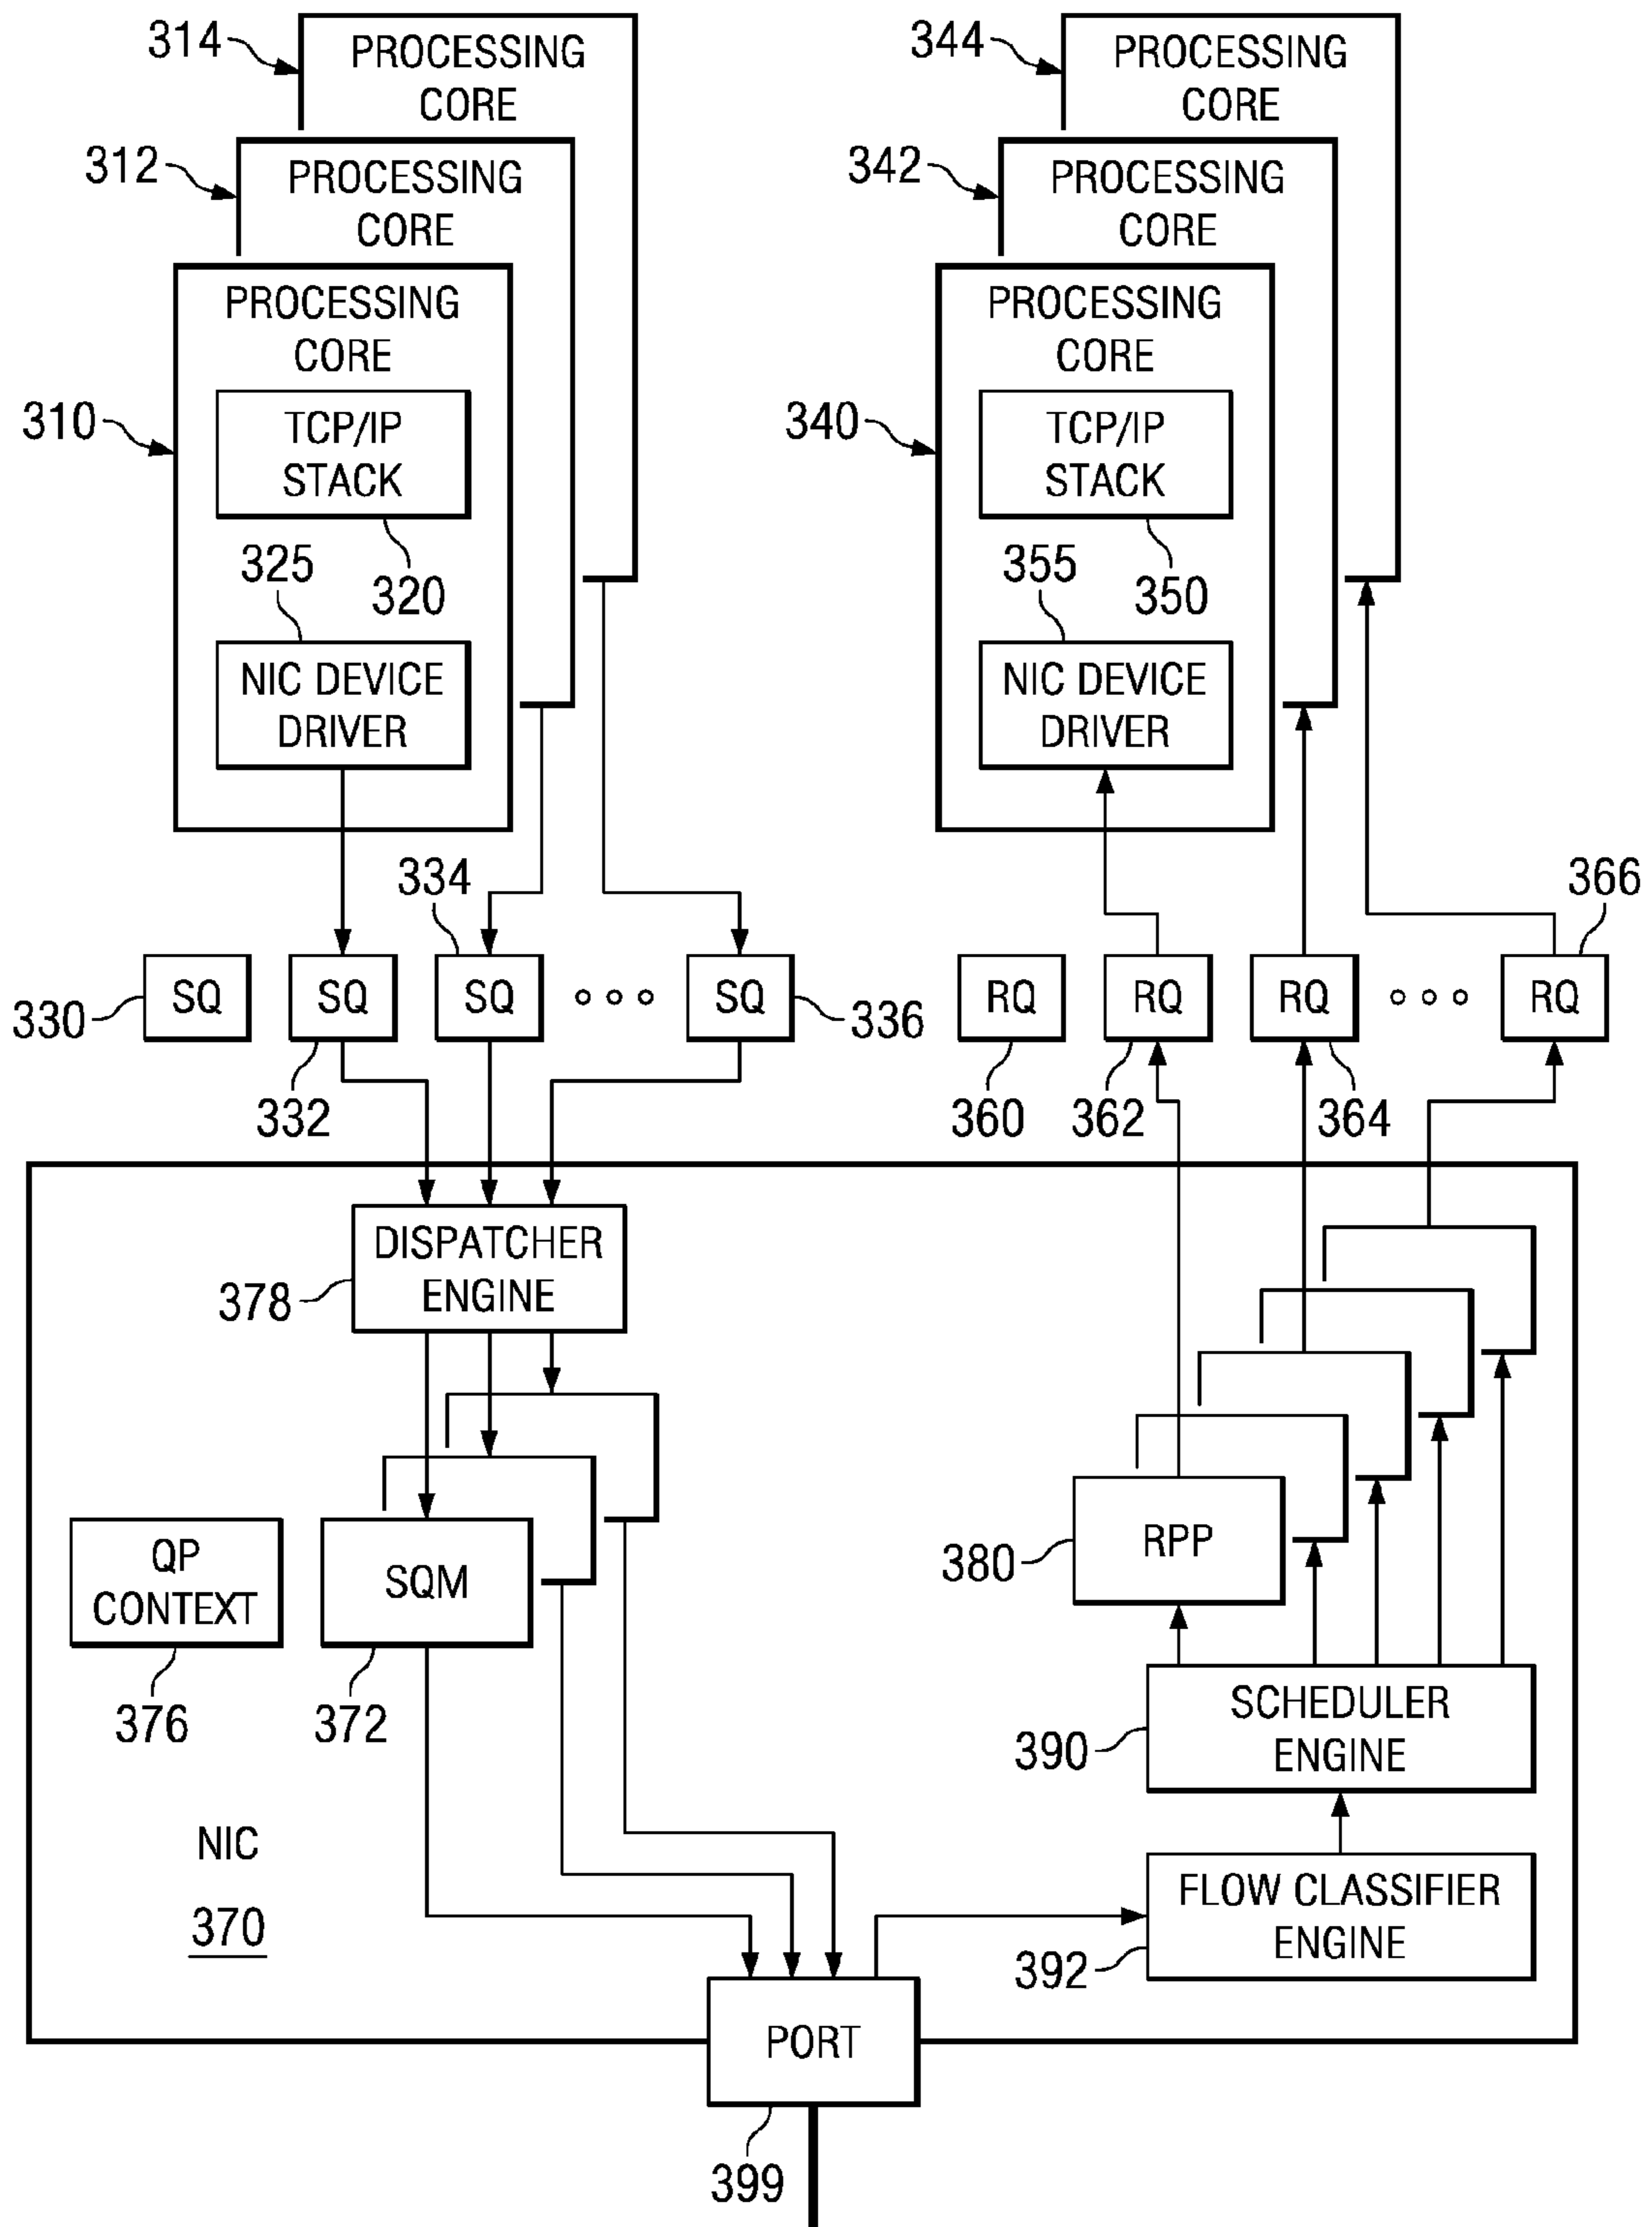 314
PROCESSING
CORE
344
PROCESSING
CORE
312
PROCESSING
CORE
342
PROCESSING
CORE
310
PROCESSING
CORE
340
PROCESSING
CORE
TCP/IP
STACK
TCP/IP
STACK
325
320
355
350
NIC DEVICE
DRIVER
NIC DEVICE
DRIVER
334
366
330
SQ
SQ
SQ
SQ
336
RQ
RQ
RQ
RQ
332
360
362
364
DISPATCHER
ENGINE
378
QP
CONTEXT
376
SQM
372
RPP
380
SCHEDULER
ENGINE
390
NIC
370
FLOW CLASSIFIER
ENGINE
392
PORT
399